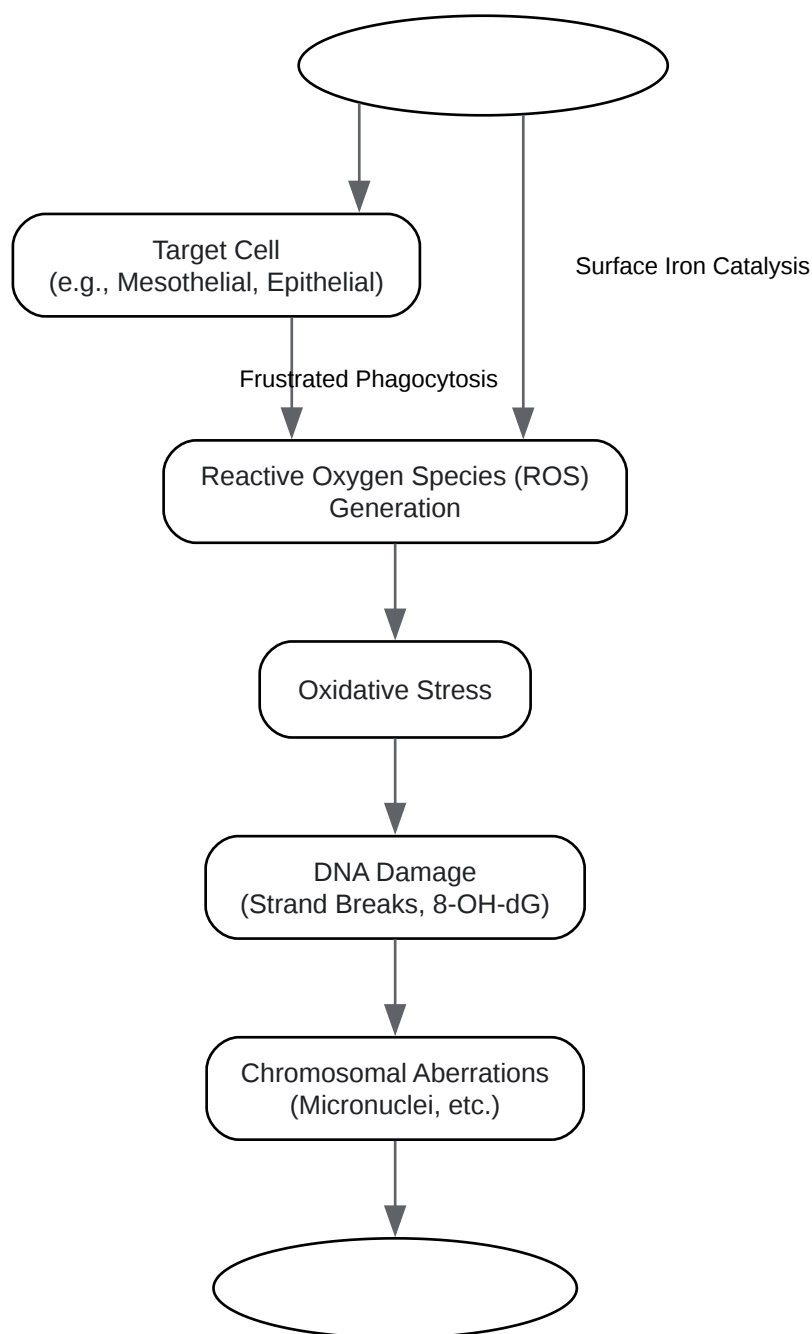 Target Cell
(e.g., Mesothelial, Epithelial)
Surface Iron Catalysis
Frustrated Phagocytosis
Reactive Oxygen Species (ROS)
Generation
Oxidative Stress
DNA Damage
(Strand Breaks, 8-OH-dG)
Chromosomal Aberrations
(Micronuclei, etc.)